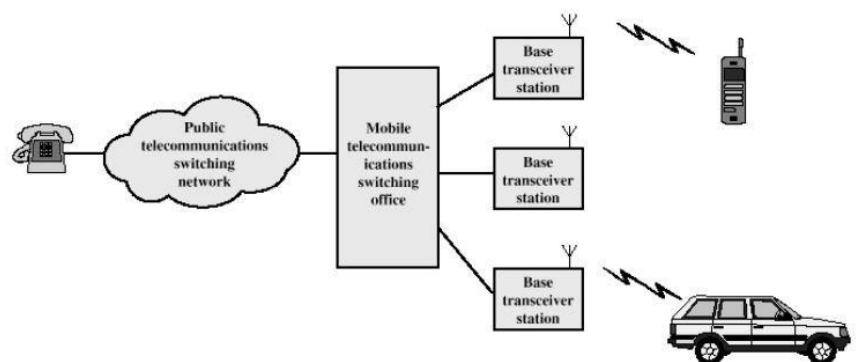 Public
telecommunications
switching
network
Mobile
telecommun-
ications
switching
office
Base
transceiver
station
Base
transceiver
station
Base
transceiver
station